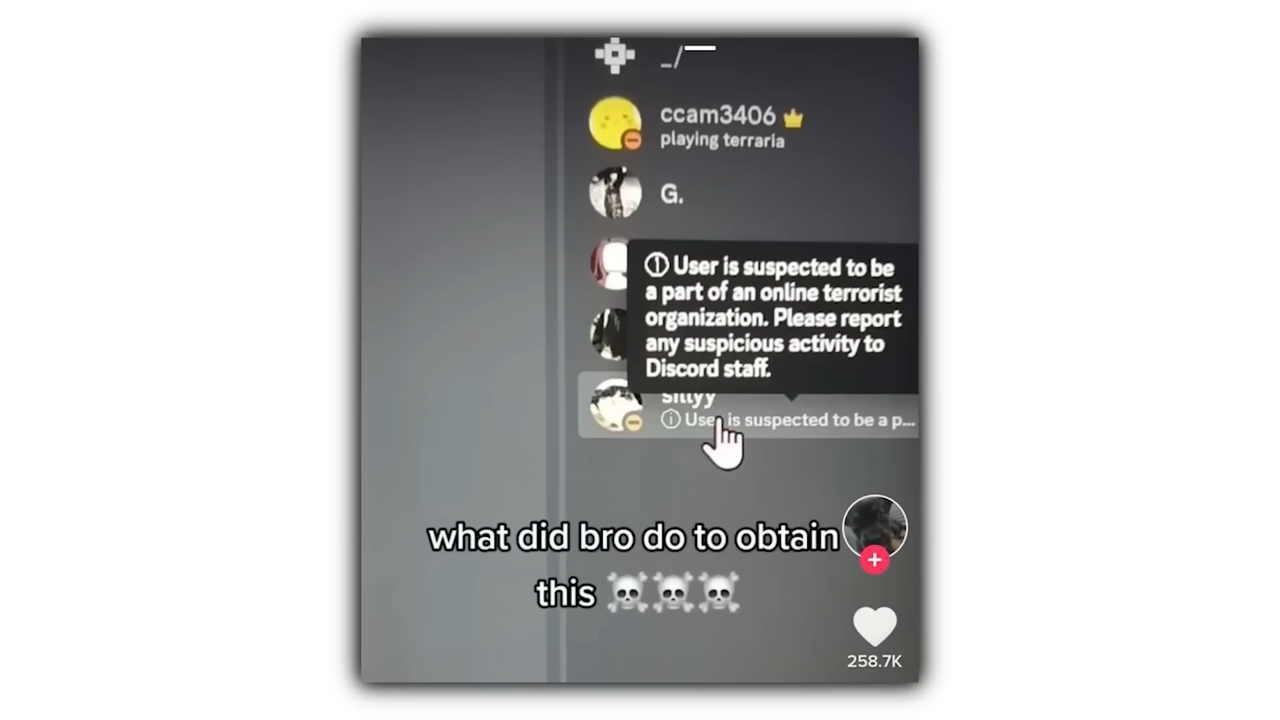 _/¯
ccam3406
playing terraria
G.
User is suspected to be
a part of an online terrorist
organization. Please report
any suspicious activity to
Discord staff.
sillyy
User is suspected to be a p...
what did bro do to obtain
this ☠️☠️☠️
258.7K